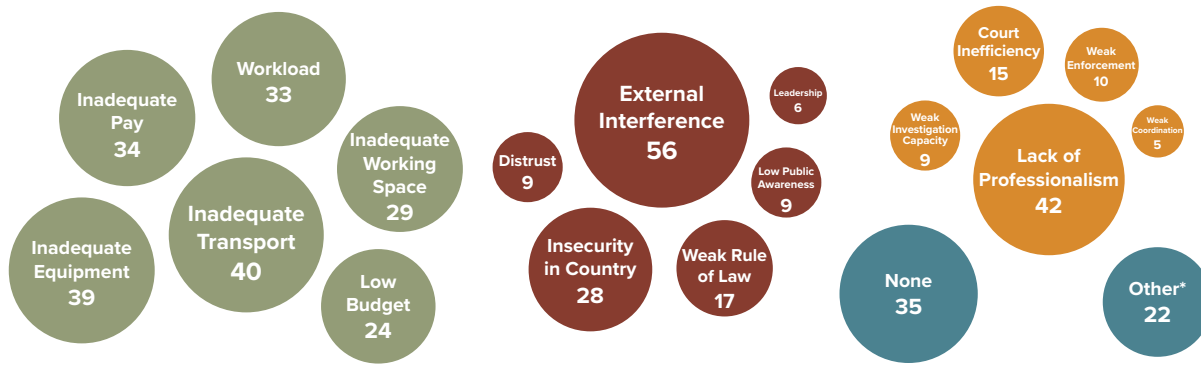 Workload
33
Inadequate
Pay
34
Inadequate
Working
Space
29
Inadequate
Transport
40
Inadequate
Equipment
39
Low
Budget
24
External
Interference
56
Leadership
6
Distrust
9
Low Public
Awareness
9
Insecurity
in Country
28
Weak Rule
of Law
17
Court
Inefficiency
15
Weak
Enforcement
10
Weak
Investigation
Capacity
9
Weak
Coordination
5
Lack of
Professionalism
42
None
35
Other*
22